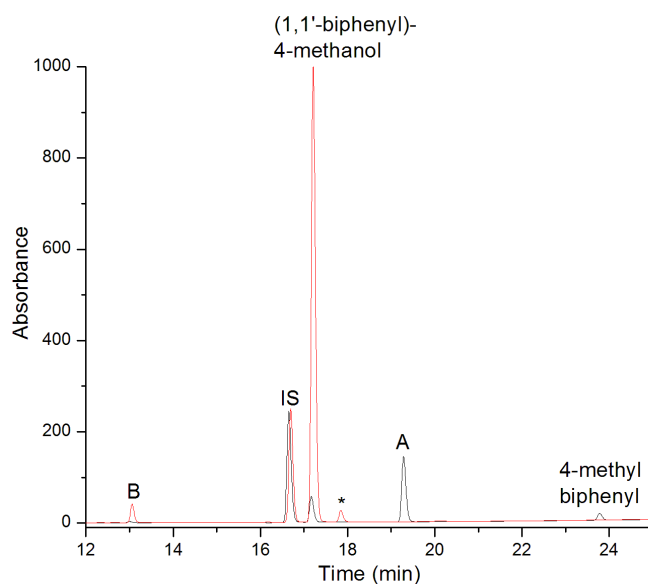 (1,1'-biphenyl)-
4-methanol
1000
800
600
400
200
0
Absorbance
IS
B
*
A
4-methyl
biphenyl
12
14
16
18
20
22
24
Time (min)